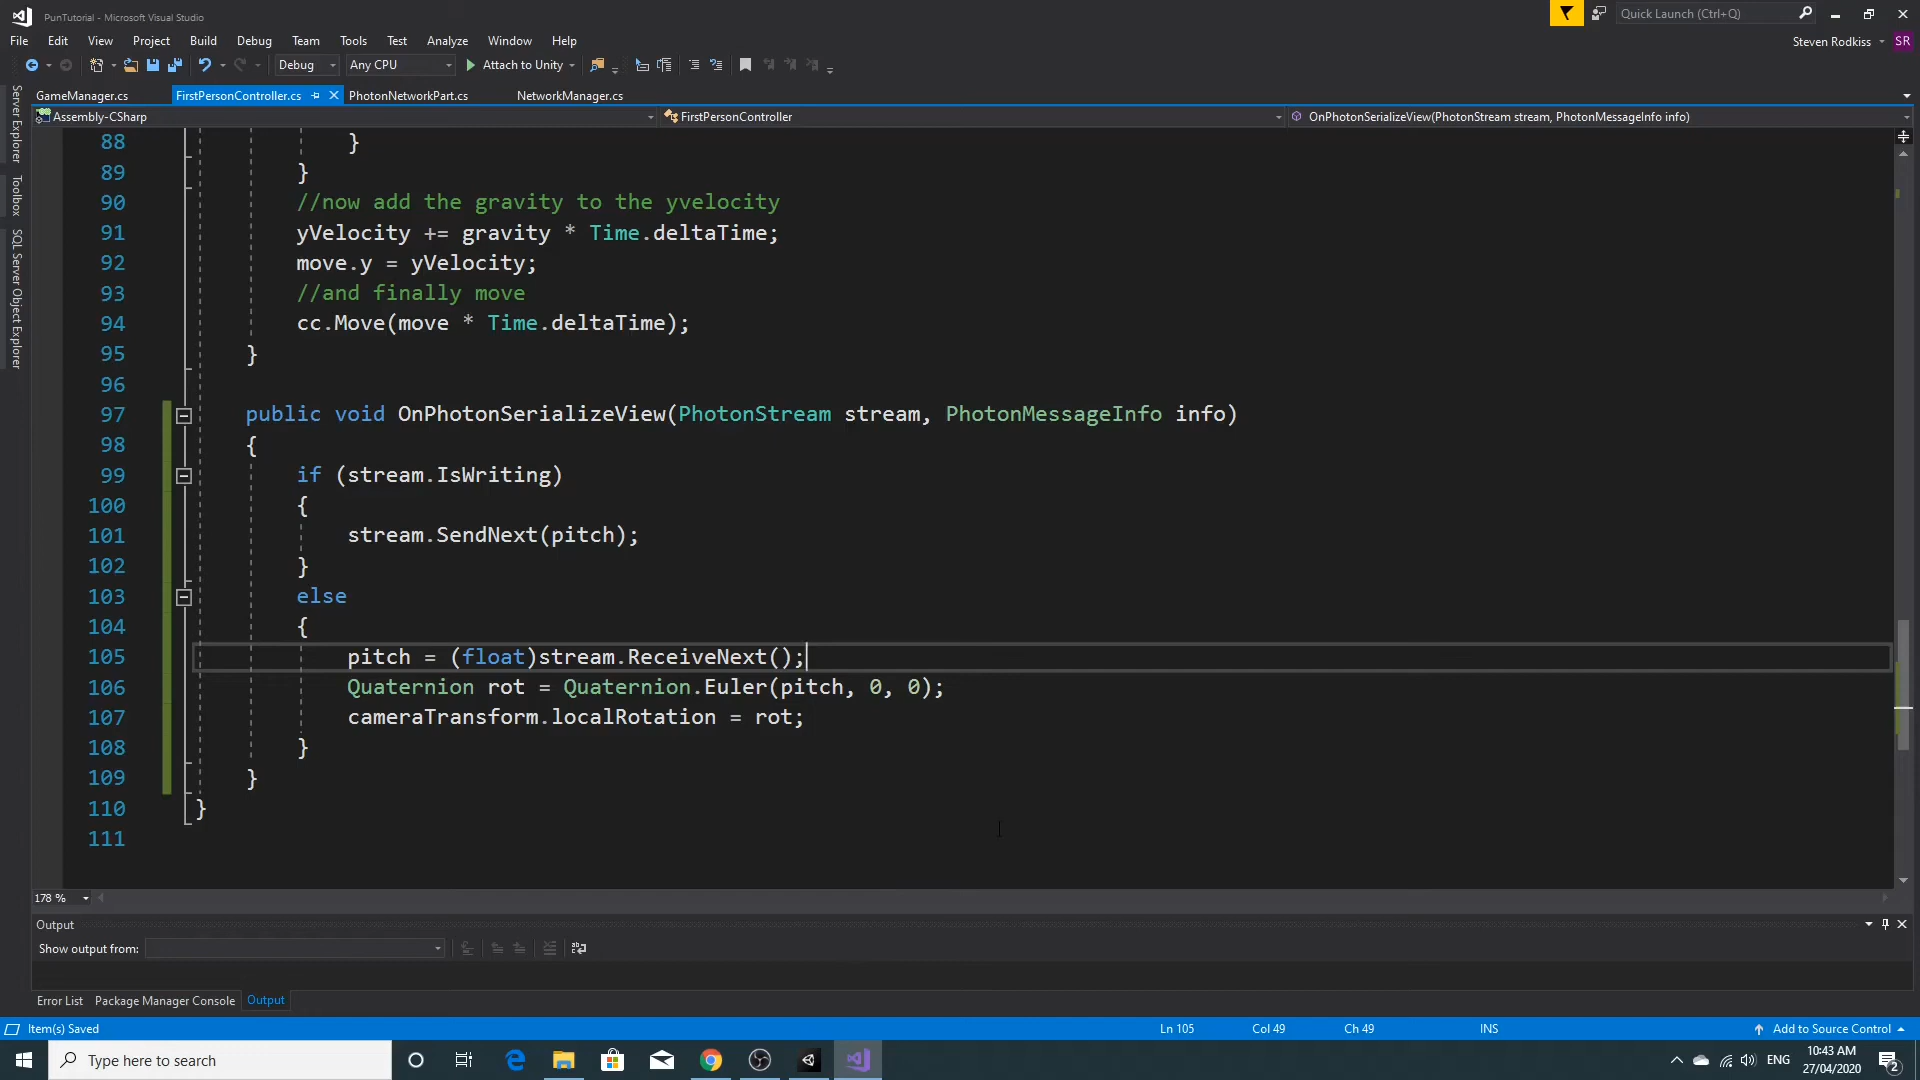 PunTutorial - Microsoft Visual Studio
Quick Launch (Ctrl+Q)
File Edit View Project Build Debug Team Tools Test Analyze Window Help
Steven Rodkiss SR
Debug Any CPU Attach to Unity
GameManager.cs FirstPersonController.cs PhotonNetworkPart.cs NetworkManager.cs
Assembly-CSharp FirstPersonController OnPhotonSerializeView(PhotonStream stream, PhotonMessageInfo info)
Server Explorer
Toolbox
SQL Server Object Explorer
88 }
89 }
90 //now add the gravity to the yvelocity
91 yVelocity += gravity * Time.deltaTime;
92 move.y = yVelocity;
93 //and finally move
94 cc.Move(move * Time.deltaTime);
95 }
96
97 public void OnPhotonSerializeView(PhotonStream stream, PhotonMessageInfo info)
98 {
99 if (stream.IsWriting)
100 {
101 stream.SendNext(pitch);
102 }
103 else
104 {
105 pitch = (float)stream.ReceiveNext();
106 Quaternion rot = Quaternion.Euler(pitch, 0, 0);
107 cameraTransform.localRotation = rot;
108 }
109 }
110 }
111
178 %
Output
Show output from:
Error List Package Manager Console Output
Item(s) Saved Ln 105 Col 49 Ch 49 INS Add to Source Control
Type here to search
ENG
10:43 AM
27/04/2020
2